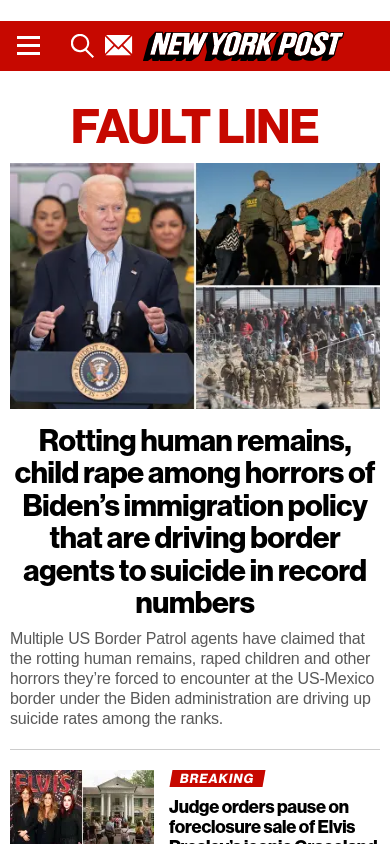 NEW YORK POST
FAULT LINE
Rotting human remains,
child rape among horrors of
Biden’s immigration policy
that are driving border
agents to suicide in record
numbers
Multiple US Border Patrol agents have claimed that
the rotting human remains, raped children and other
horrors they’re forced to encounter at the US-Mexico
border under the Biden administration are driving up
suicide rates among the ranks.
ELVIS
BREAKING
Judge orders pause on
foreclosure sale of Elvis
Presley’s iconic Graceland